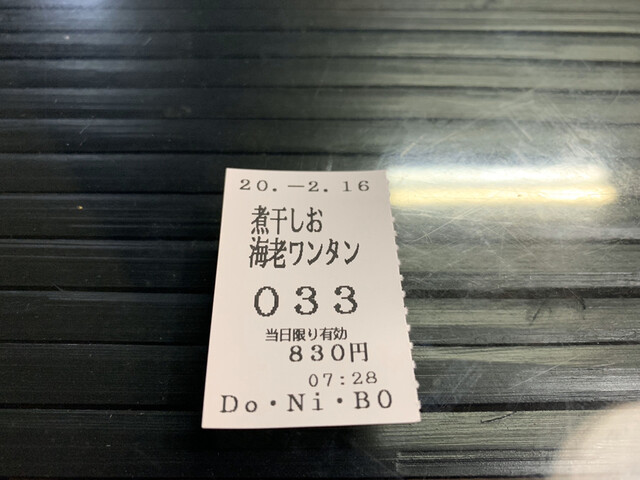 20.-2.16
煮干しお
海老ワンタン
033
当日限り有効
830円
07:28
Do・Ni・BO